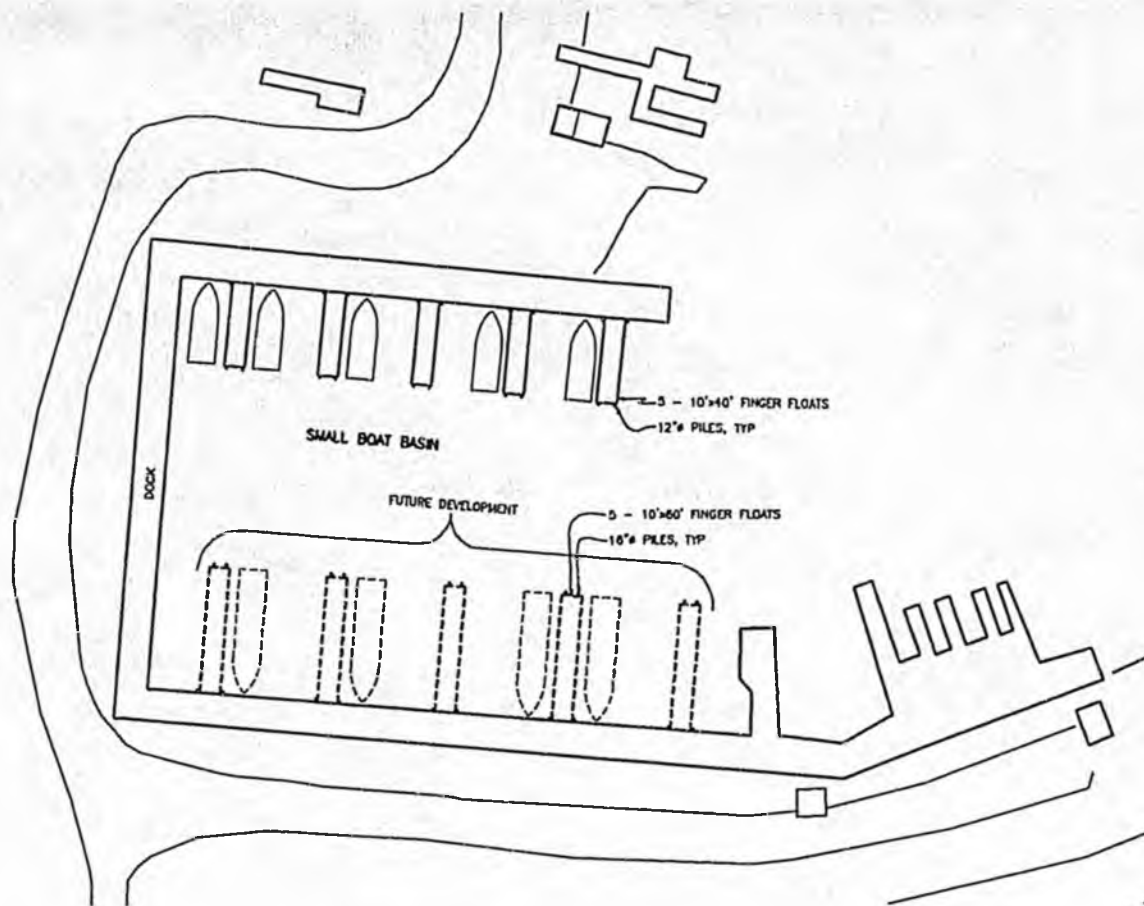 5 - 10'x40' FINGER FLOATS
12"ø PILES, TYP
SMALL BOAT BASIN
DOCK
FUTURE DEVELOPMENT
5 - 10'x60' FINGER FLOATS
16"ø PILES, TYP